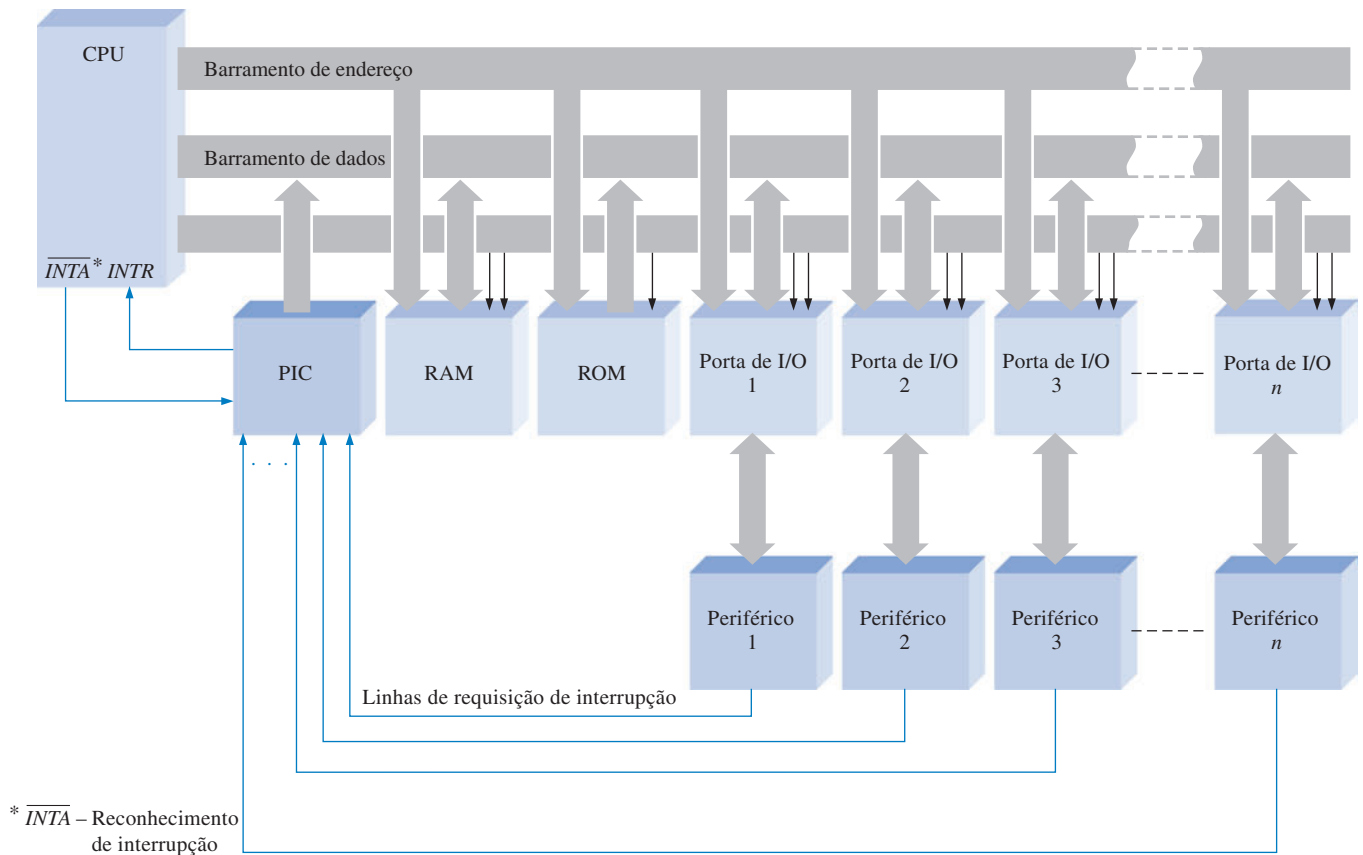 CPU
Barramento de endereço
Barramento de dados
INTA* INTR
PIC
RAM
ROM
Porta de I/O
1
Porta de I/O
2
Porta de I/O
3
Porta de I/O
n
. . .
Periférico
1
Periférico
2
Periférico
3
Periférico
n
Linhas de requisição de interrupção
* INTA – Reconhecimento
de interrupção